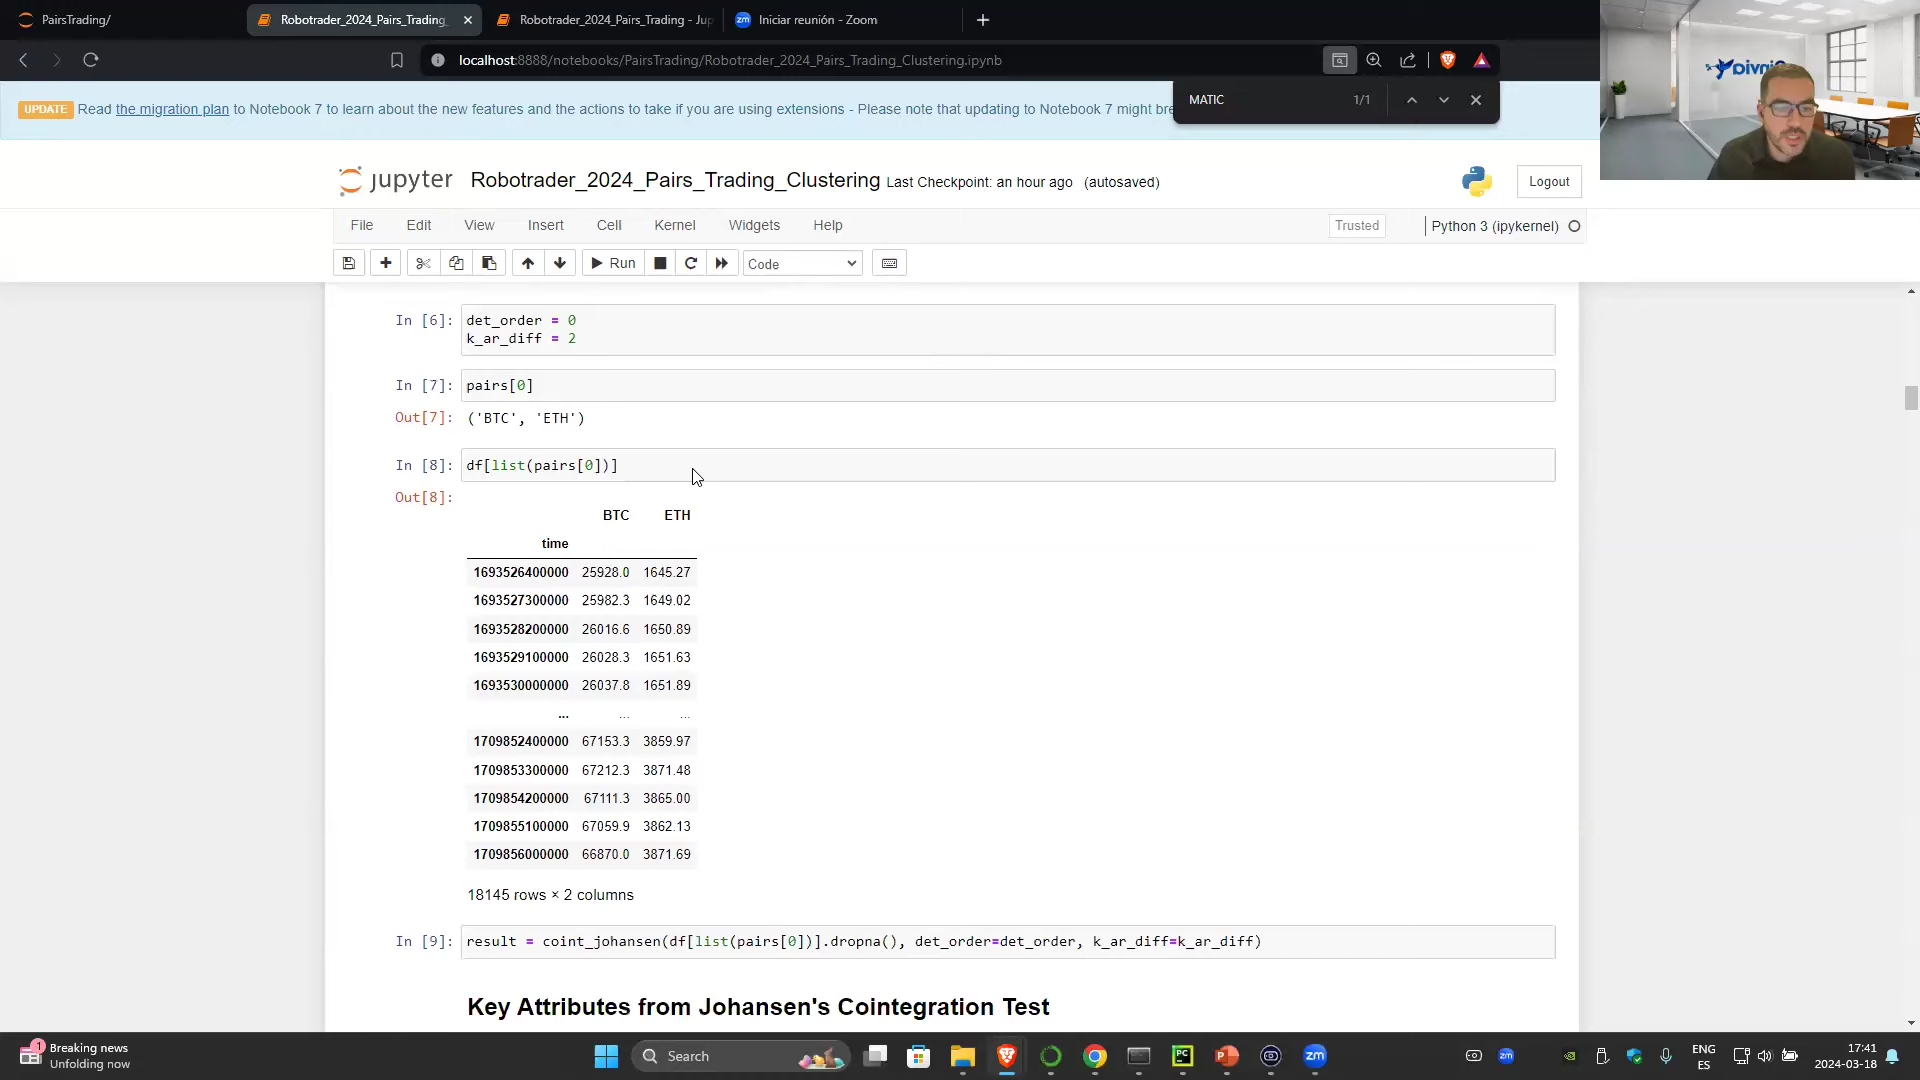 PairsTrading/
Robotrader_2024_Pairs_Trading_
Robotrader_2024_Pairs_Trading - Jup
zm
Iniciar reunión - Zoom
localhost:8888/notebooks/PairsTrading/Robotrader_2024_Pairs_Trading_Clustering.ipynb
MATIC
1/1
UPDATE Read the migration plan to Notebook 7 to learn about the new features and the actions to take if you are using extensions - Please note that updating to Notebook 7 might bre
jupyter
Robotrader_2024_Pairs_Trading_Clustering Last Checkpoint: an hour ago (autosaved)
Logout
File
Edit
View
Insert
Cell
Kernel
Widgets
Help
Trusted
Python 3 (ipykernel)
Run
Code
In [6]: det_order = 0
k_ar_diff = 2
In [7]: pairs[0]
Out[7]: ('BTC', 'ETH')
In [8]: df[list(pairs[0])]
Out[8]:
BTC ETH
time
1693526400000 25928.0 1645.27
1693527300000 25982.3 1649.02
1693528200000 26016.6 1650.89
1693529100000 26028.3 1651.63
1693530000000 26037.8 1651.89
... ... ...
1709852400000 67153.3 3859.97
1709853300000 67212.3 3871.48
1709854200000 67111.3 3865.00
1709855100000 67059.9 3862.13
1709856000000 66870.0 3871.69
18145 rows × 2 columns
In [9]: result = coint_johansen(df[list(pairs[0])].dropna(), det_order=det_order, k_ar_diff=k_ar_diff)
Key Attributes from Johansen's Cointegration Test
1
Breaking news
Unfolding now
Search
PC
zm
zm
ENG
ES
17:41
2024-03-18